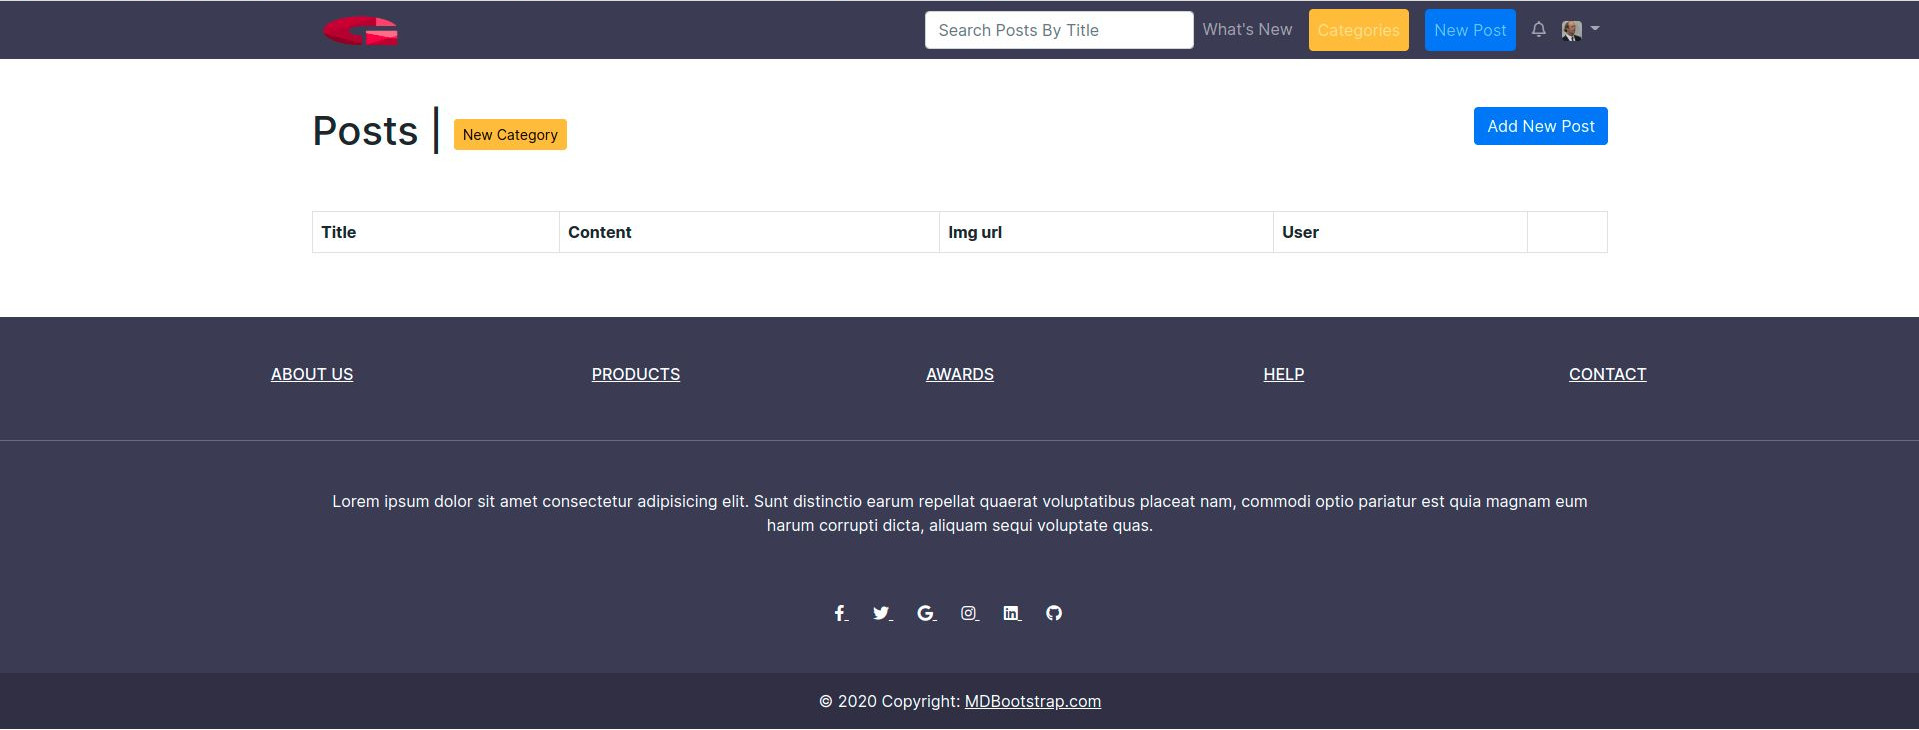 Search Posts By Title What's New Categories New Post
Posts | New Category Add New Post
Title Content Img url User
ABOUT US PRODUCTS AWARDS HELP CONTACT
Lorem ipsum dolor sit amet consectetur adipisicing elit. Sunt distinctio earum repellat quaerat voluptatibus placeat nam, commodi optio pariatur est quia magnam eum
harum corrupti dicta, aliquam sequi voluptate quas.
© 2020 Copyright: MDBootstrap.com